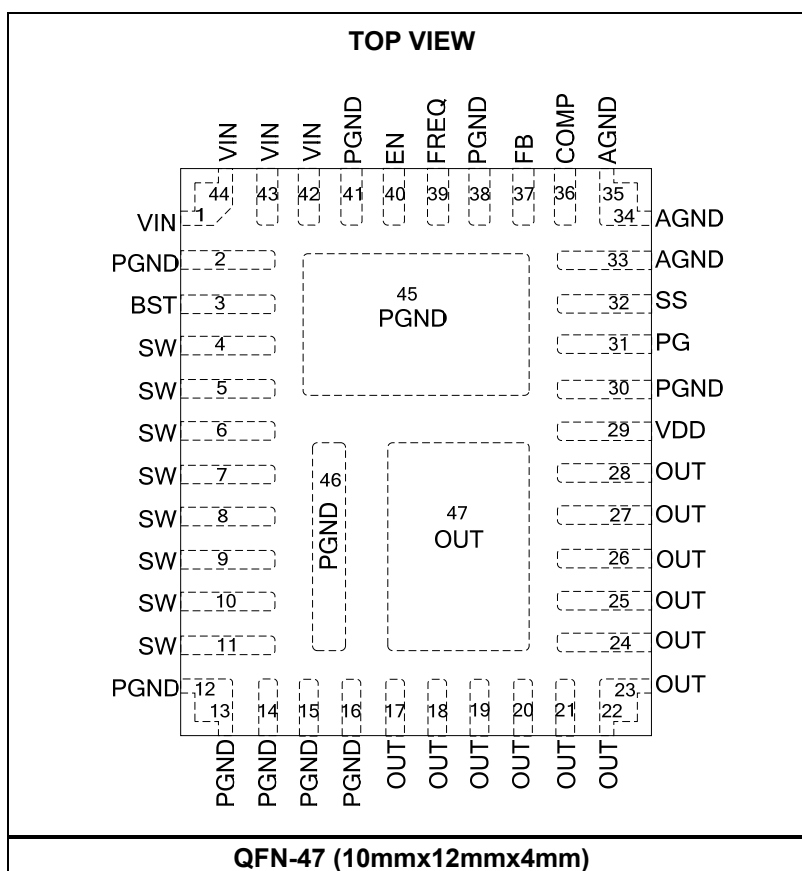 TOP VIEW
VIN VIN VIN PGND EN FREQ PGND FB COMP AGND
44 43 42 41 40 39 38 37 36 35
VIN 1 34 AGND
PGND 2 33 AGND
BST 3 32 SS
SW 4 31 PG
SW 5 30 PGND
SW 6 29 VDD
SW 7 28 OUT
SW 8 27 OUT
SW 9 26 OUT
SW 10 25 OUT
SW 11 24 OUT
PGND 12 23 OUT
45
PGND
46
PGND
47
OUT
13 14 15 16 17 18 19 20 21 22
PGND PGND PGND PGND OUT OUT OUT OUT OUT OUT
QFN-47 (10mmx12mmx4mm)